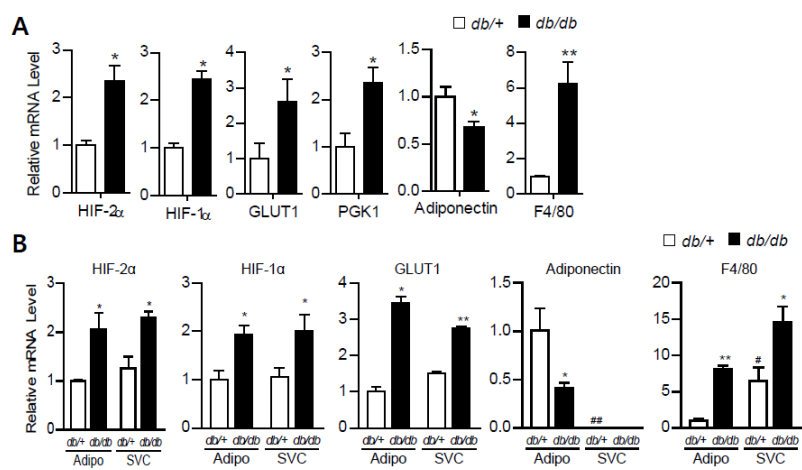 A
db/+ db/db
Relative mRNA Level
3
2
1
0
*
HIF-2α
3
2
1
0
*
HIF-1α
4
3
2
1
0
*
GLUT1
3
2
1
0
*
PGK1
1.5
1.0
0.5
0.0
*
Adiponectin
8
6
4
2
0
**
F4/80
B
db/+ db/db
Relative mRNA Level
HIF-2α
3
2
1
0
* *
db/+ db/db db/+ db/db
Adipo SVC
HIF-1α
3
2
1
0
* *
db/+ db/db db/+ db/db
Adipo SVC
GLUT1
4
3
2
1
0
* **
db/+ db/db db/+ db/db
Adipo SVC
Adiponectin
1.5
1.0
0.5
0.0
* ##
db/+ db/db db/+ db/db
Adipo SVC
F4/80
20
15
10
5
0
** # *
db/+ db/db db/+ db/db
Adipo SVC